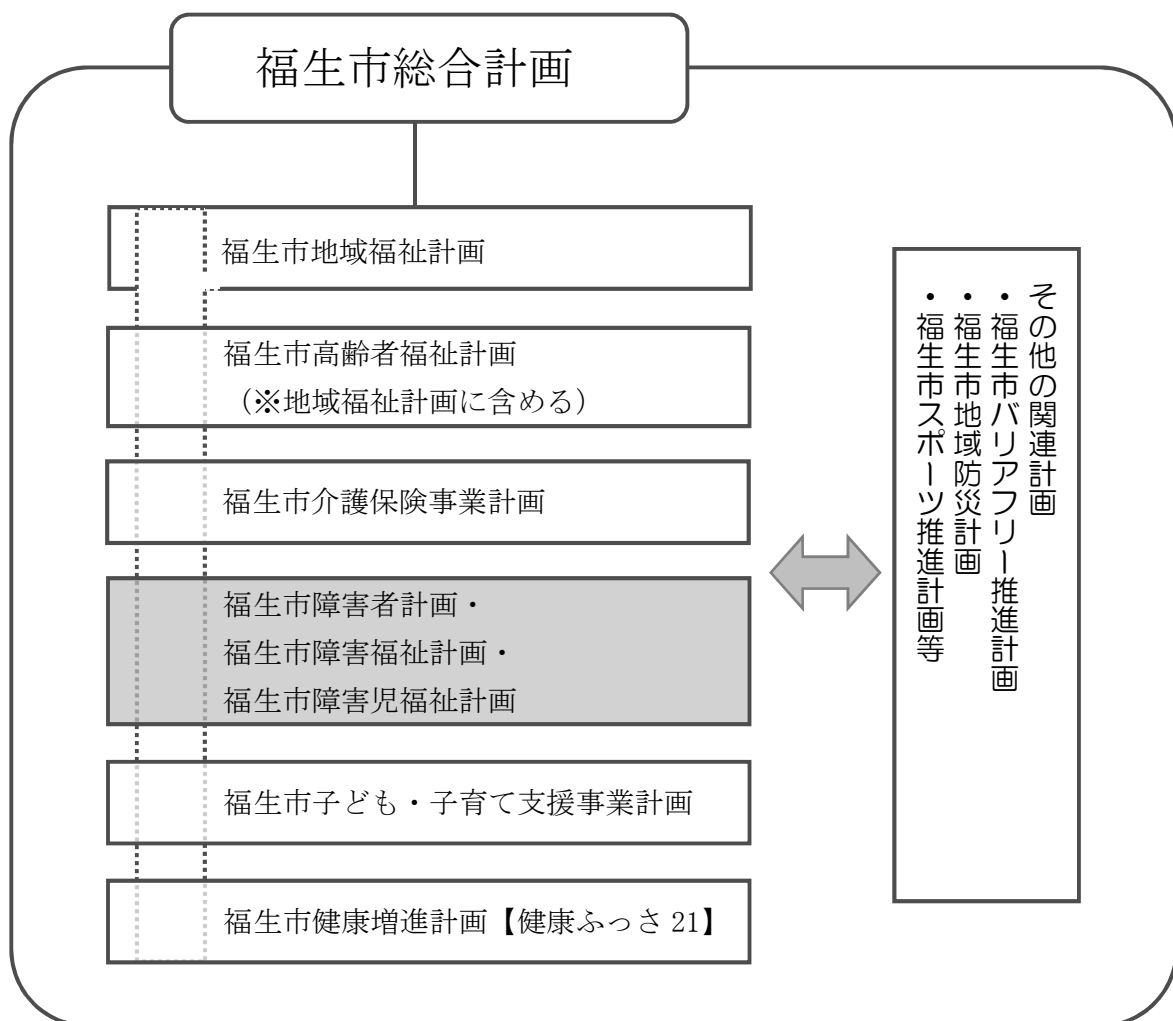 福生市総合計画
福生市地域福祉計画
福生市高齢者福祉計画
（※地域福祉計画に含める）
福生市介護保険事業計画
福生市障害者計画・
福生市障害福祉計画・
福生市障害児福祉計画
福生市子ども・子育て支援事業計画
福生市健康増進計画【健康ふっさ 21】
その他の関連計画
・福生市バリアフリー推進計画
・福生市地域防災計画
・福生市スポーツ推進計画等